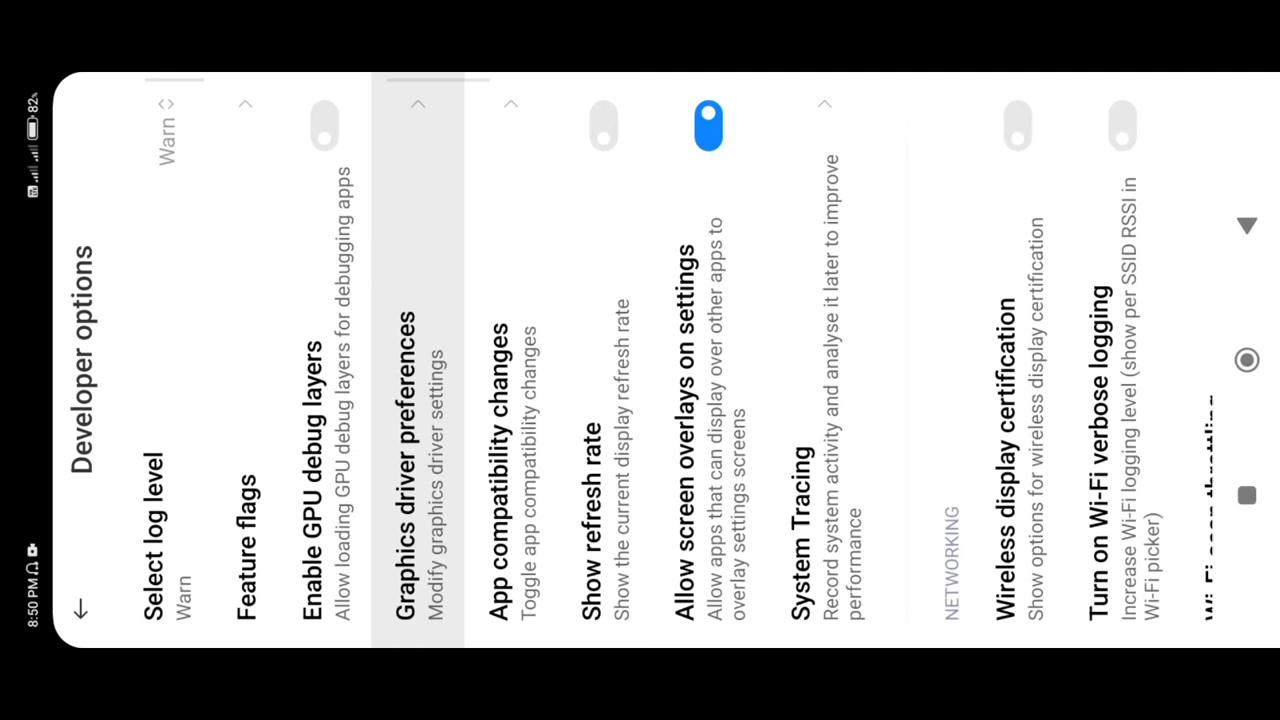 8:50 PM
82%
Developer options
Select log level
Warn
Warn
Feature flags
Enable GPU debug layers
Allow loading GPU debug layers for debugging apps
Graphics driver preferences
Modify graphics driver settings
App compatibility changes
Toggle app compatibility changes
Show refresh rate
Show the current display refresh rate
Allow screen overlays on settings
Allow apps that can display over other apps to
overlay settings screens
System Tracing
Record system activity and analyse it later to improve
performance
NETWORKING
Wireless display certification
Show options for wireless display certification
Turn on Wi-Fi verbose logging
Increase Wi-Fi logging level (show per SSID RSSI in
Wi-Fi picker)